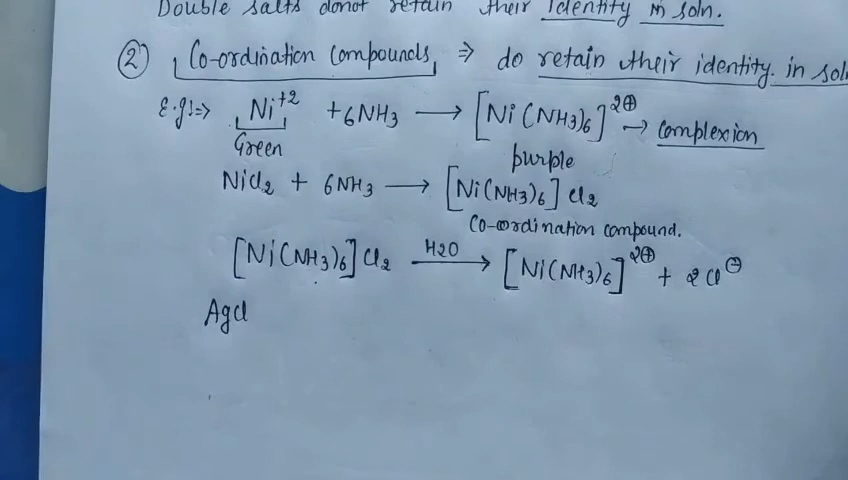 Double salts donot retain their identity in soln.
② Co-ordination compounds, ⇒ do retain their identity. in soln
E.g:⇒ Ni⁺² + 6NH₃ ⟶ [Ni(NH₃)₆]²⊕ → Complexion
Green purple
NiCl₂ + 6NH₃ ⟶ [Ni(NH₃)₆] Cl₂
Co-ordination compound.
[Ni(NH₃)₆]Cl₂ —H₂O→ [Ni(NH₃)₆]²⊕ + 2Cl⊖
AgCl